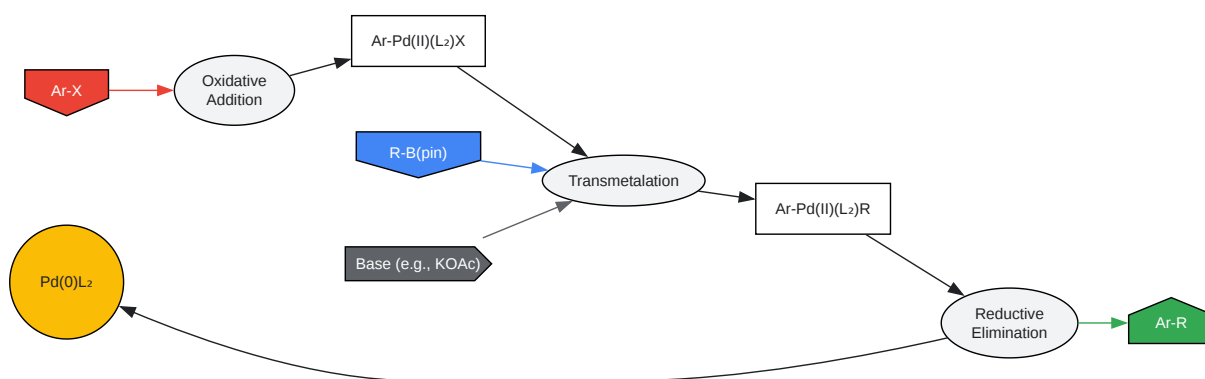 Ar-X
Oxidative
Addition
Ar-Pd(II)(L₂)X
R-B(pin)
Base (e.g., KOAc)
Transmetalation
Ar-Pd(II)(L₂)R
Pd(0)L₂
Reductive
Elimination
Ar-R